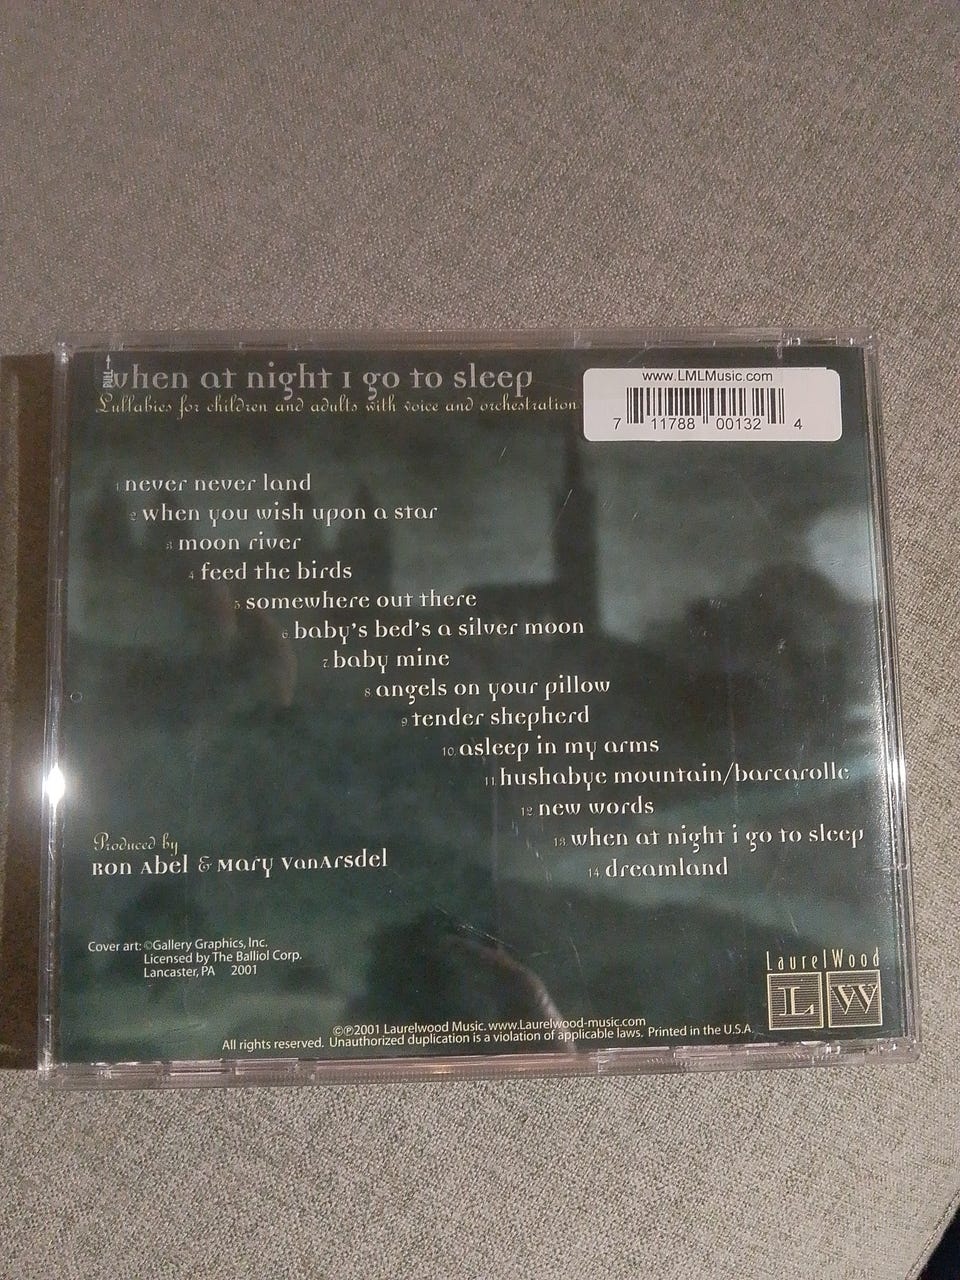 PULL
when at night I go to sleep
Lullabies for children and adults with voice and orchestration
www.LMLMusic.com
7 11788 00132 4
1 never never land
2 when you wish upon a star
3 moon river
4 feed the birds
5 somewhere out there
6 baby's bed's a silver moon
7 baby mine
8 angels on your pillow
9 tender shepherd
10 asleep in my arms
11 hushabye mountain/barcarolle
12 new words
13 when at night i go to sleep
14 dreamland
Produced by
Ron Abel & Mary VanArsdel
Cover art: ©Gallery Graphics, Inc.
Licensed by The Balliol Corp.
Lancaster, PA 2001
LaurelWood
L W
©℗2001 Laurelwood Music. www.Laurelwood-music.com
All rights reserved. Unauthorized duplication is a violation of applicable laws. Printed in the U.S.A.